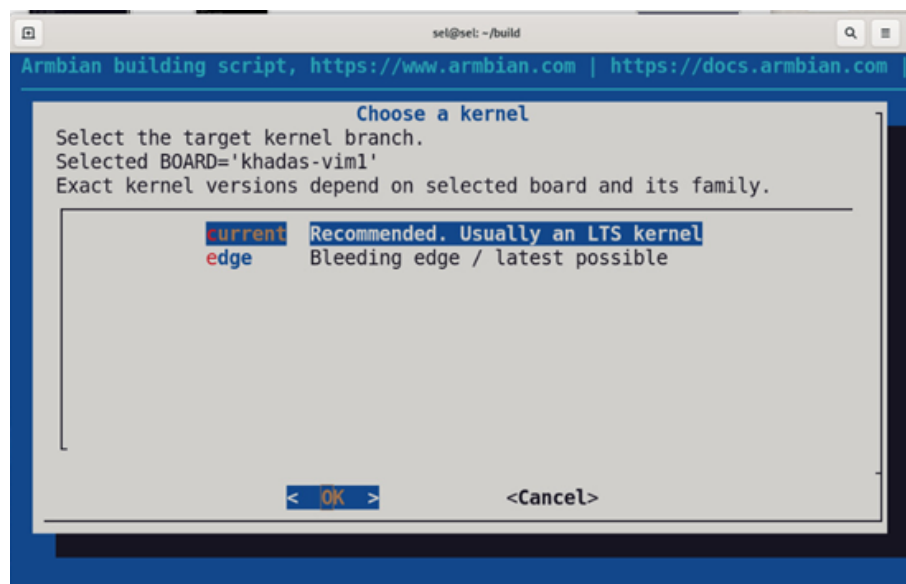 sel@sel: ~/build
Armbian building script, https://www.armbian.com | https://docs.armbian.com |
Choose a kernel
Select the target kernel branch.
Selected BOARD='khadas-vim1'
Exact kernel versions depend on selected board and its family.
current Recommended. Usually an LTS kernel
edge Bleeding edge / latest possible
< OK > <Cancel>